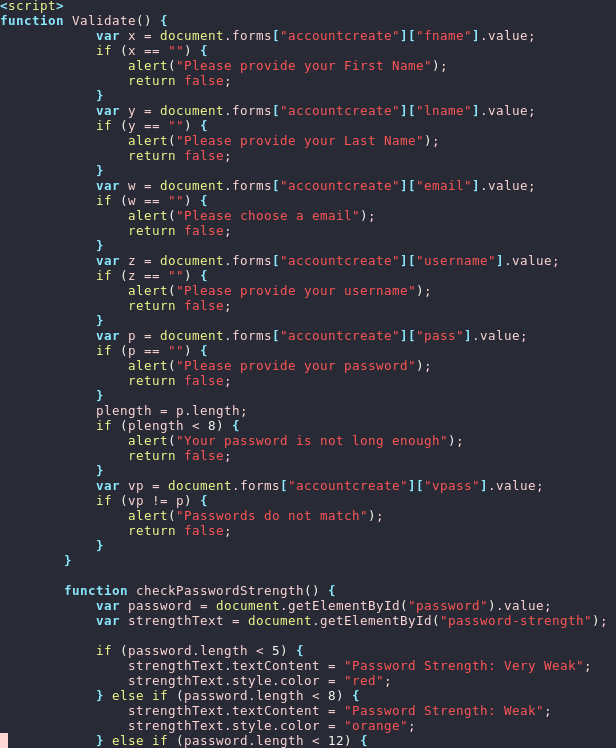 <script>
function Validate() {
            var x = document.forms["accountcreate"]["fname"].value;
            if (x == "") {
                alert("Please provide your First Name");
                return false;
            }
            var y = document.forms["accountcreate"]["lname"].value;
            if (y == "") {
                alert("Please provide your Last Name");
                return false;
            }
            var w = document.forms["accountcreate"]["email"].value;
            if (w == "") {
                alert("Please choose a email");
                return false;
            }
            var z = document.forms["accountcreate"]["username"].value;
            if (z == "") {
                alert("Please provide your username");
                return false;
            }
            var p = document.forms["accountcreate"]["pass"].value;
            if (p == "") {
                alert("Please provide your password");
                return false;
            }
            plength = p.length;
            if (plength < 8) {
                alert("Your password is not long enough");
                return false;
            }
            var vp = document.forms["accountcreate"]["vpass"].value;
            if (vp != p) {
                alert("Passwords do not match");
                return false;
            }
        }

        function checkPasswordStrength() {
            var password = document.getElementById("password").value;
            var strengthText = document.getElementById("password-strength");

            if (password.length < 5) {
                strengthText.textContent = "Password Strength: Very Weak";
                strengthText.style.color = "red";
            } else if (password.length < 8) {
                strengthText.textContent = "Password Strength: Weak";
                strengthText.style.color = "orange";
            } else if (password.length < 12) {